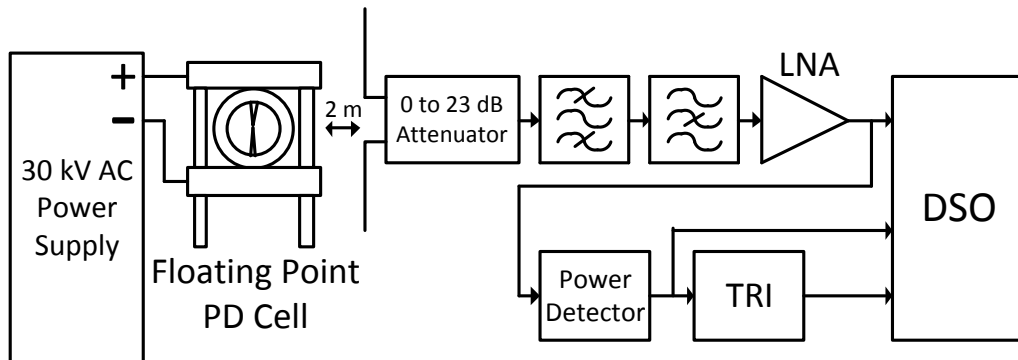 +
-
30 kV AC
Power
Supply
Floating Point
PD Cell
2 m
0 to 23 dB
Attenuator
LNA
Power
Detector
TRI
DSO